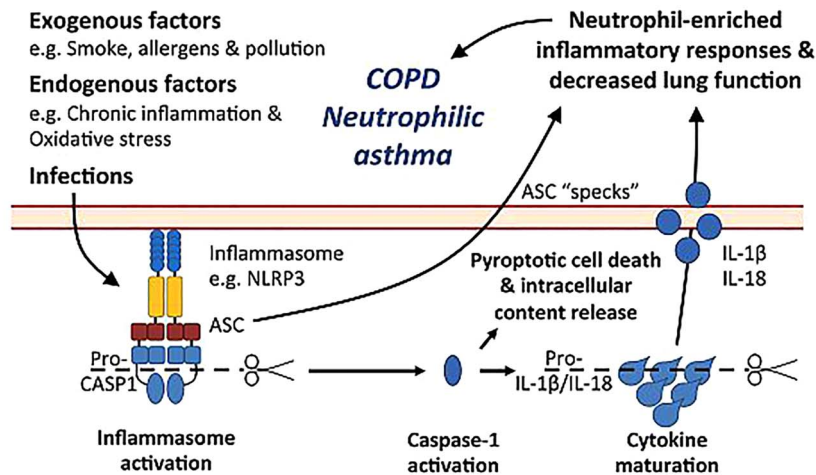 Exogenous factors
e.g. Smoke, allergens & pollution
Endogenous factors
e.g. Chronic inflammation &
Oxidative stress
Infections
COPD
Neutrophilic
asthma
Neutrophil-enriched
inflammatory responses &
decreased lung function
ASC "specks"
Inflammasome
e.g. NLRP3
ASC
Pro-
CASP1
Pyroptotic cell death
& intracellular
content release
IL-1β
IL-18
Pro-
IL-1β/IL-18
Inflammasome
activation
Caspase-1
activation
Cytokine
maturation